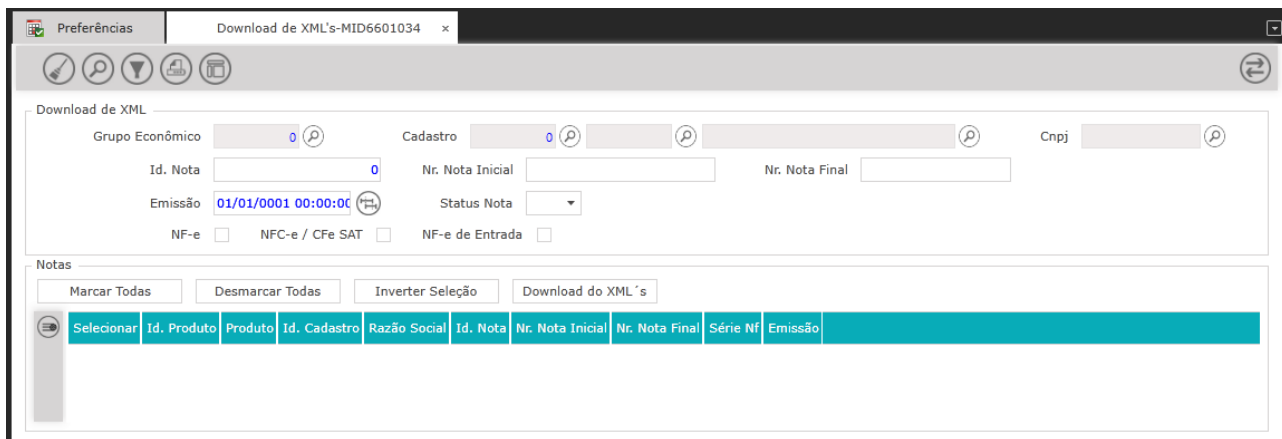 Preferências Download de XML's-MID6601034 ×
Download de XML
Grupo Econômico 0 Cadastro 0 Cnpj
Id. Nota 0 Nr. Nota Inicial Nr. Nota Final
Emissão 01/01/0001 00:00:00 Status Nota
NF-e NFC-e / CFe SAT NF-e de Entrada
Notas
Marcar Todas Desmarcar Todas Inverter Seleção Download do XML´s
Selecionar Id. Produto Produto Id. Cadastro Razão Social Id. Nota Nr. Nota Inicial Nr. Nota Final Série Nf Emissão